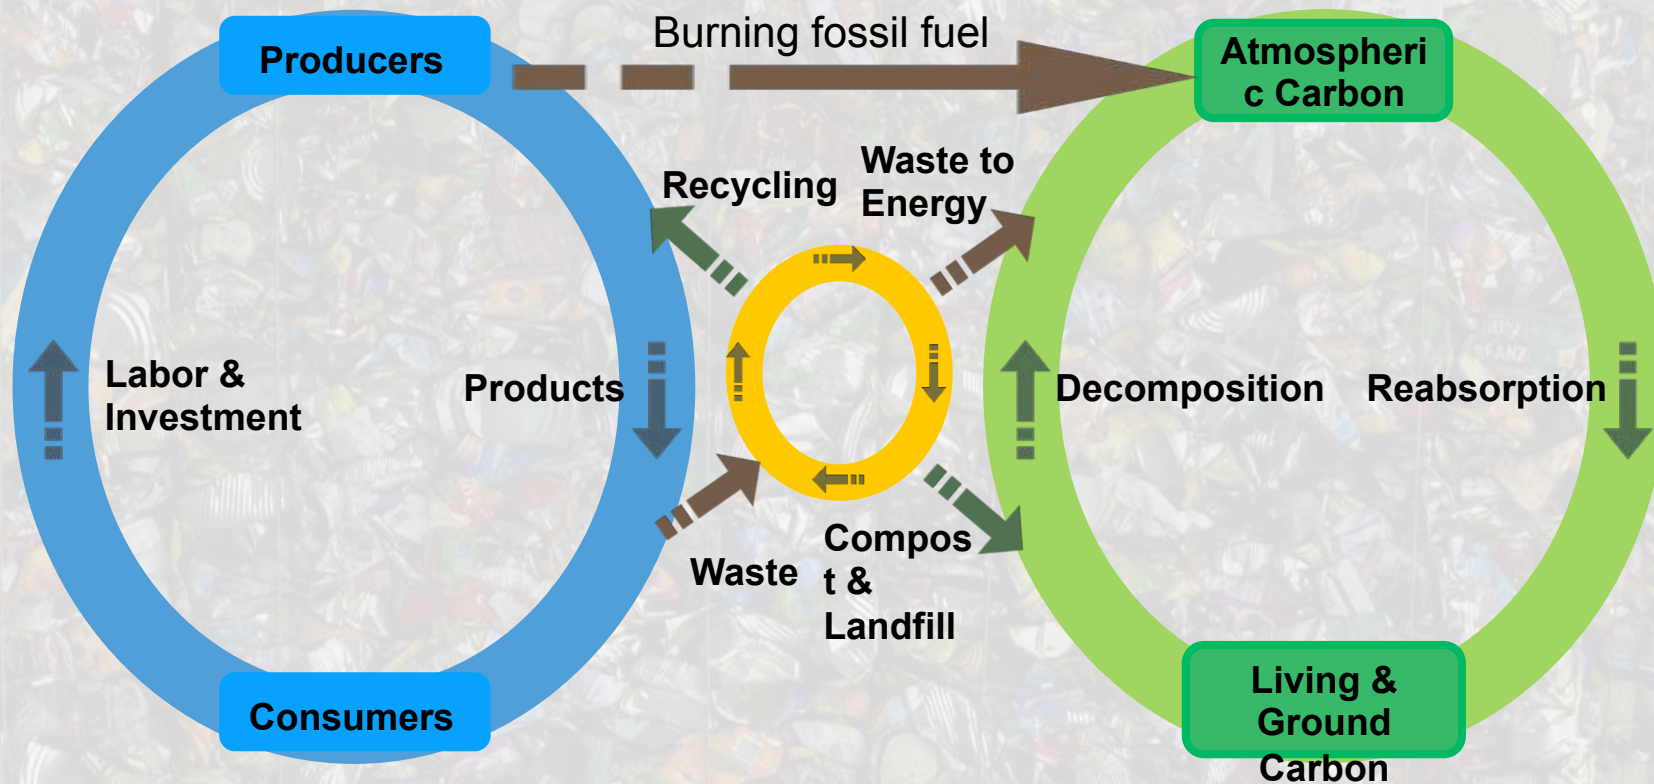 Burning fossil fuel
Producers
Atmospheri
c Carbon
Recycling
Waste to
Energy
Labor &
Investment
Products
Decomposition
Reabsorption
Waste
Compos
t &
Landfill
Consumers
Living &
Ground
Carbon